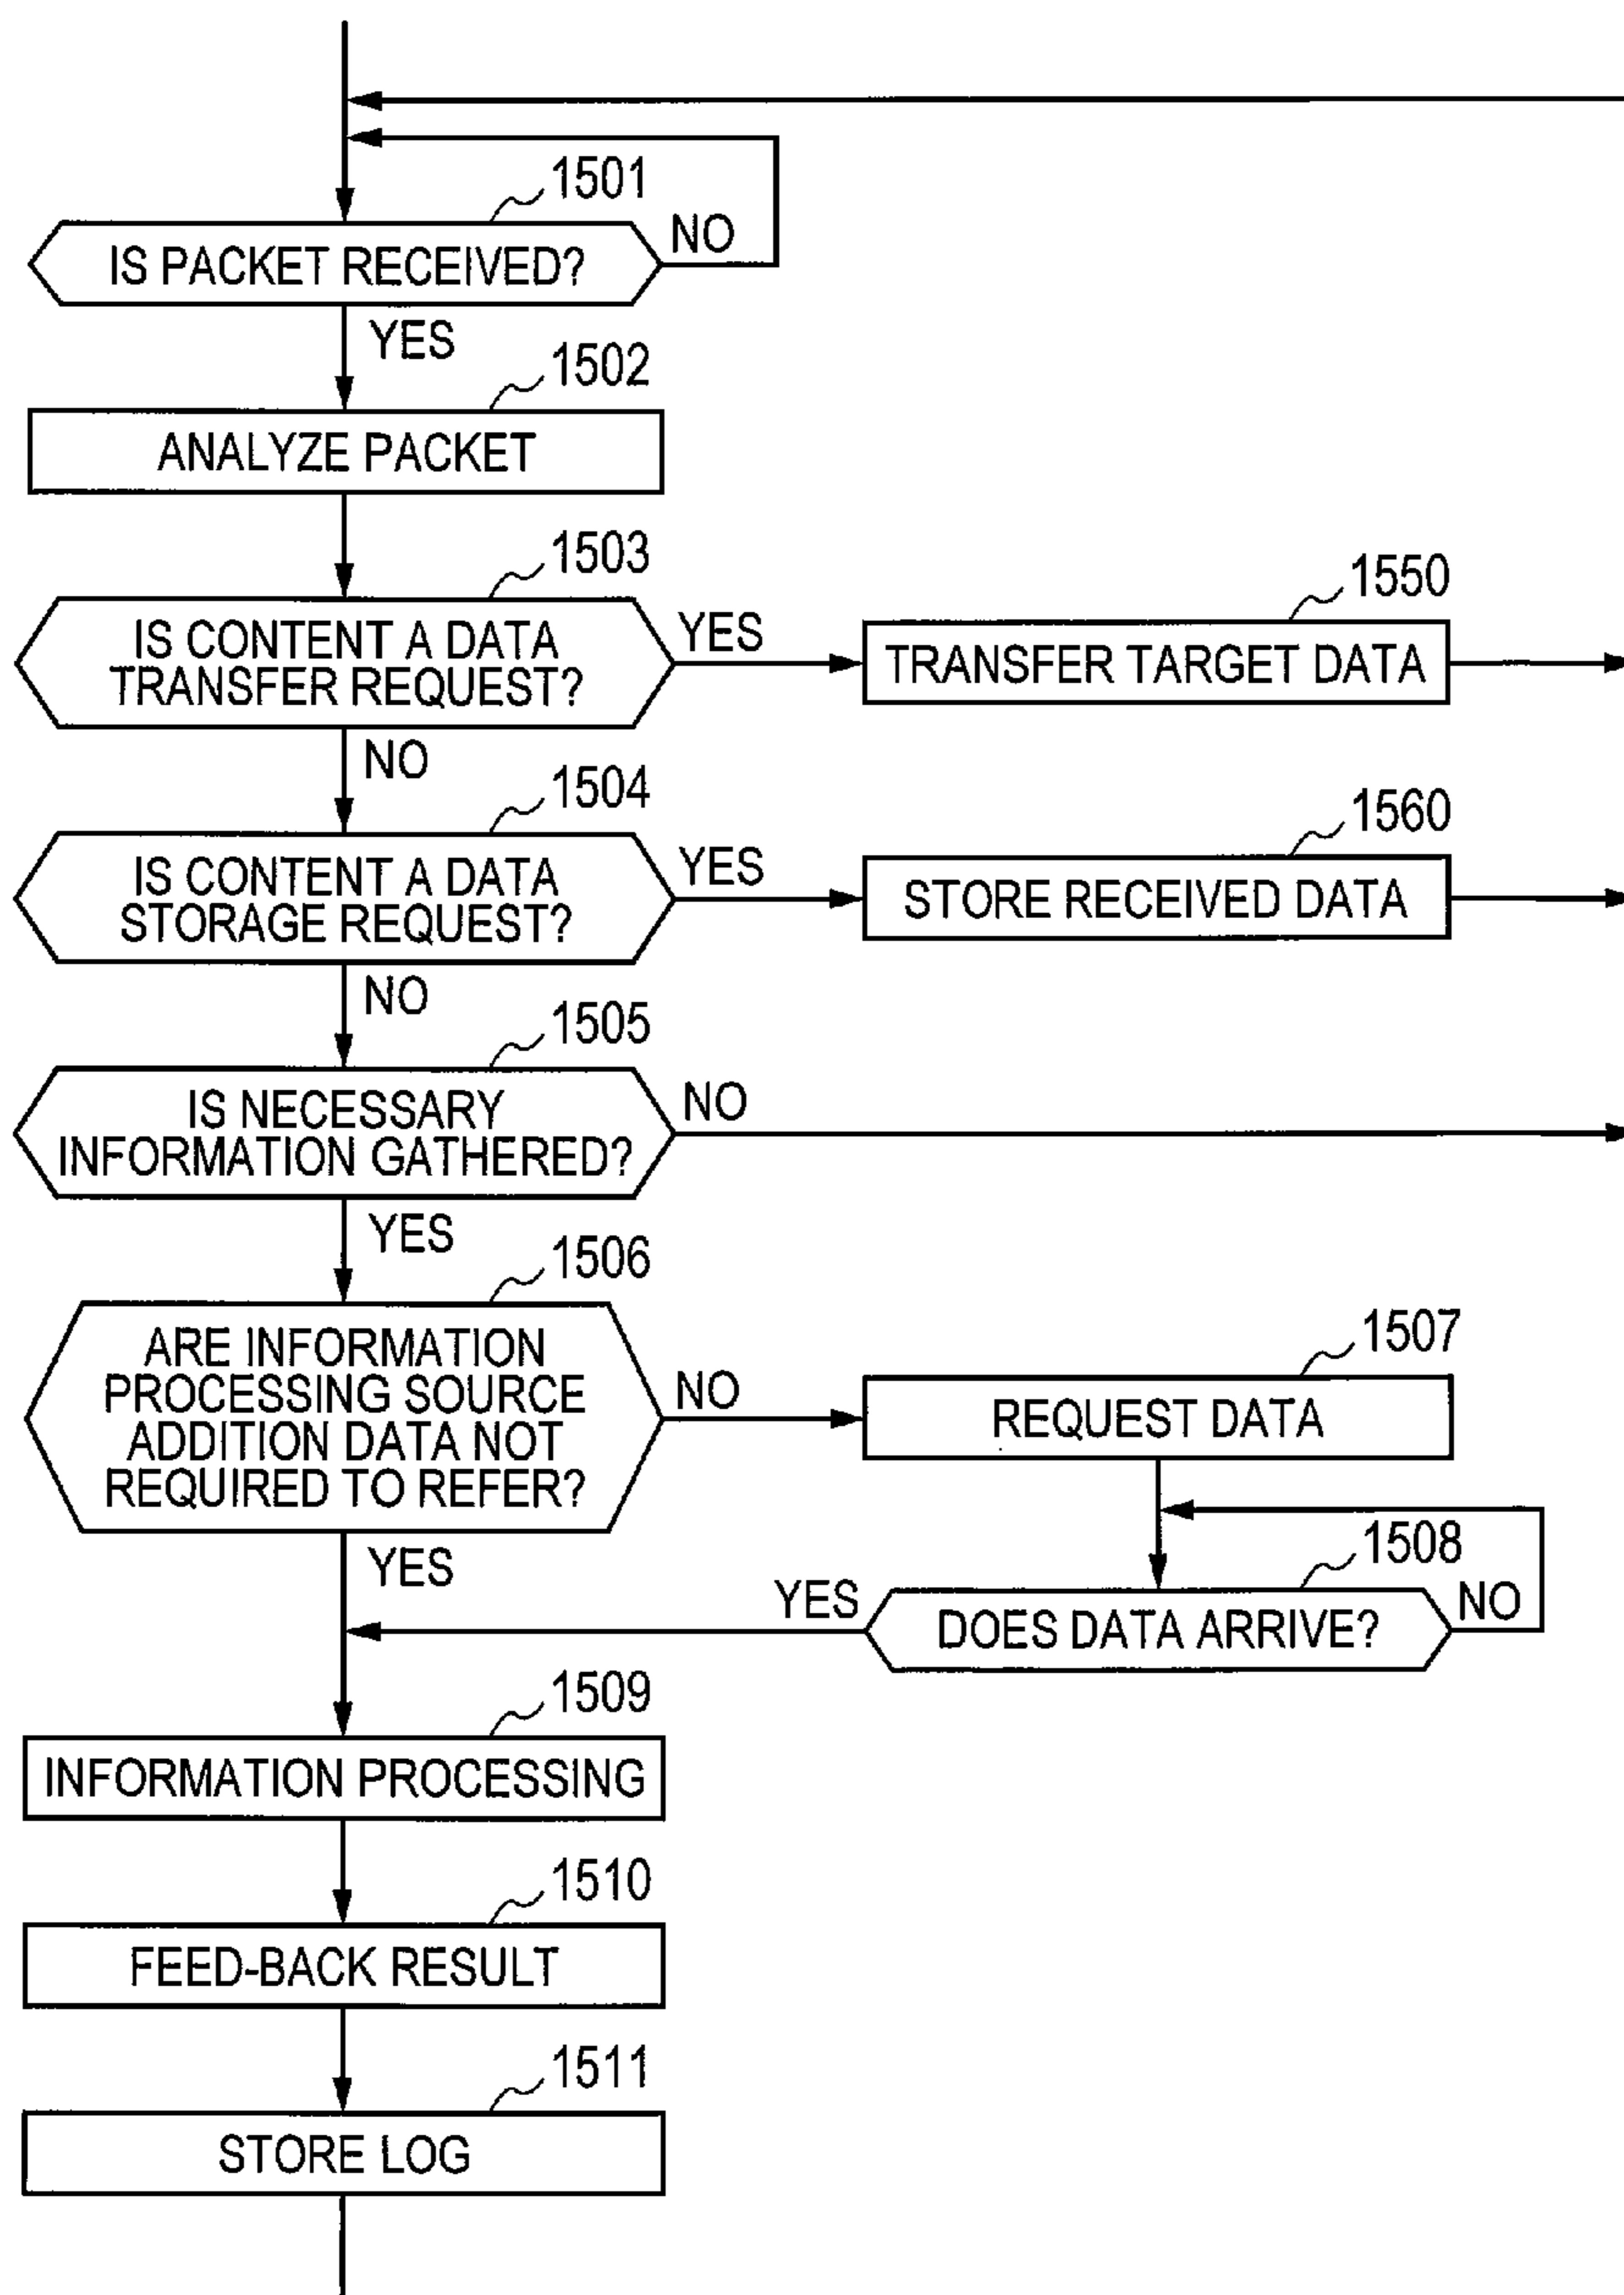 1501
IS PACKET RECEIVED?
NO
YES
1502
ANALYZE PACKET
1503
IS CONTENT A DATA
TRANSFER REQUEST?
YES
1550
TRANSFER TARGET DATA
NO
1504
IS CONTENT A DATA
STORAGE REQUEST?
YES
1560
STORE RECEIVED DATA
NO
1505
IS NECESSARY
INFORMATION GATHERED?
NO
YES
1506
ARE INFORMATION
PROCESSING SOURCE
ADDITION DATA NOT
REQUIRED TO REFER?
NO
1507
REQUEST DATA
YES
1508
DOES DATA ARRIVE?
YES
NO
1509
INFORMATION PROCESSING
1510
FEED-BACK RESULT
1511
STORE LOG